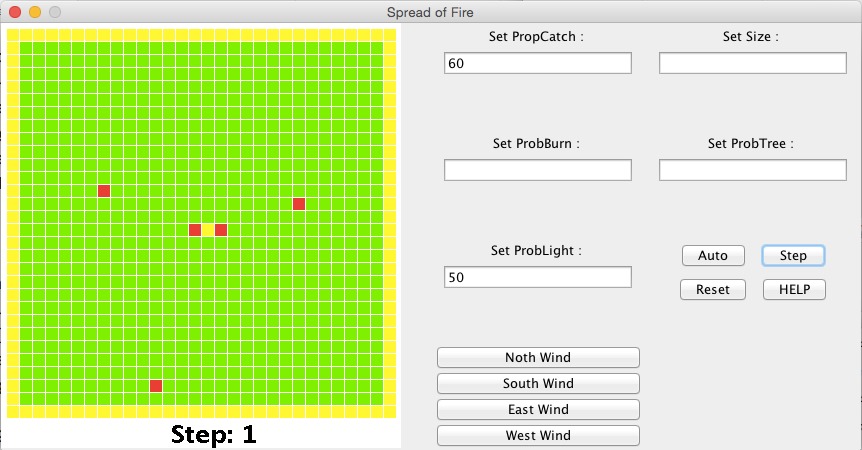 Spread of Fire
Set PropCatch :
Set Size :
60
Set ProbBurn :
Set ProbTree :
Set ProbLight :
50
Auto
Step
Reset
HELP
Noth Wind
South Wind
East Wind
West Wind
Step: 1